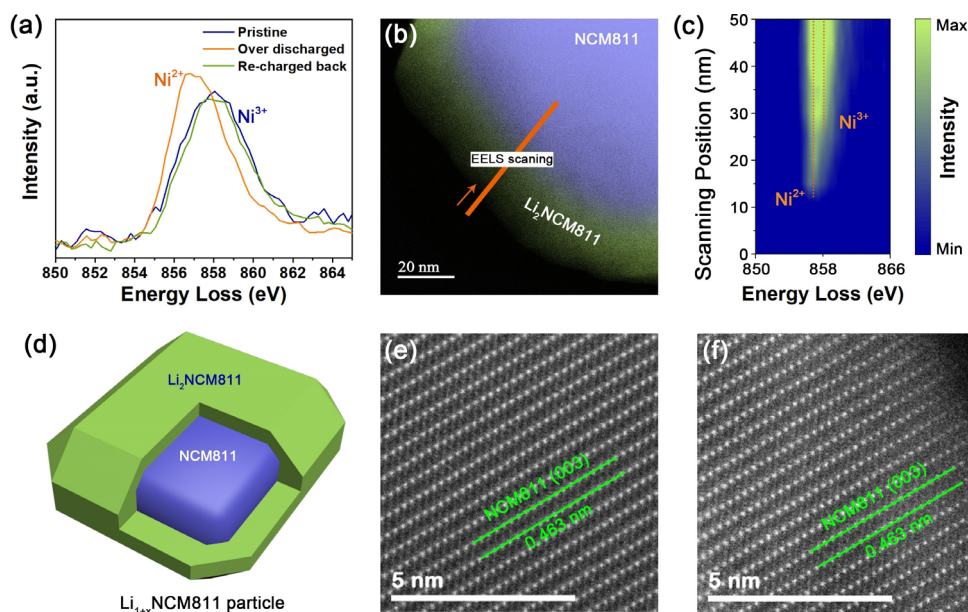 (a)
Pristine
Over discharged
Re-charged back
Ni²⁺
Ni³⁺
Intensity (a.u.)
850 852 854 856 858 860 862 864
Energy Loss (eV)
(b)
NCM811
EELS scaning
Li₂NCM811
20 nm
(c)
Scanning Position (nm)
50
40
30
20
10
0
Ni³⁺
Ni²⁺
850 858 866
Energy Loss (eV)
Max
Intensity
Min
(d)
Li₂NCM811
NCM811
Li₁₊ₓNCM811 particle
(e)
NCM811 (003)
0.463 nm
5 nm
(f)
NCM811 (003)
0.463 nm
5 nm